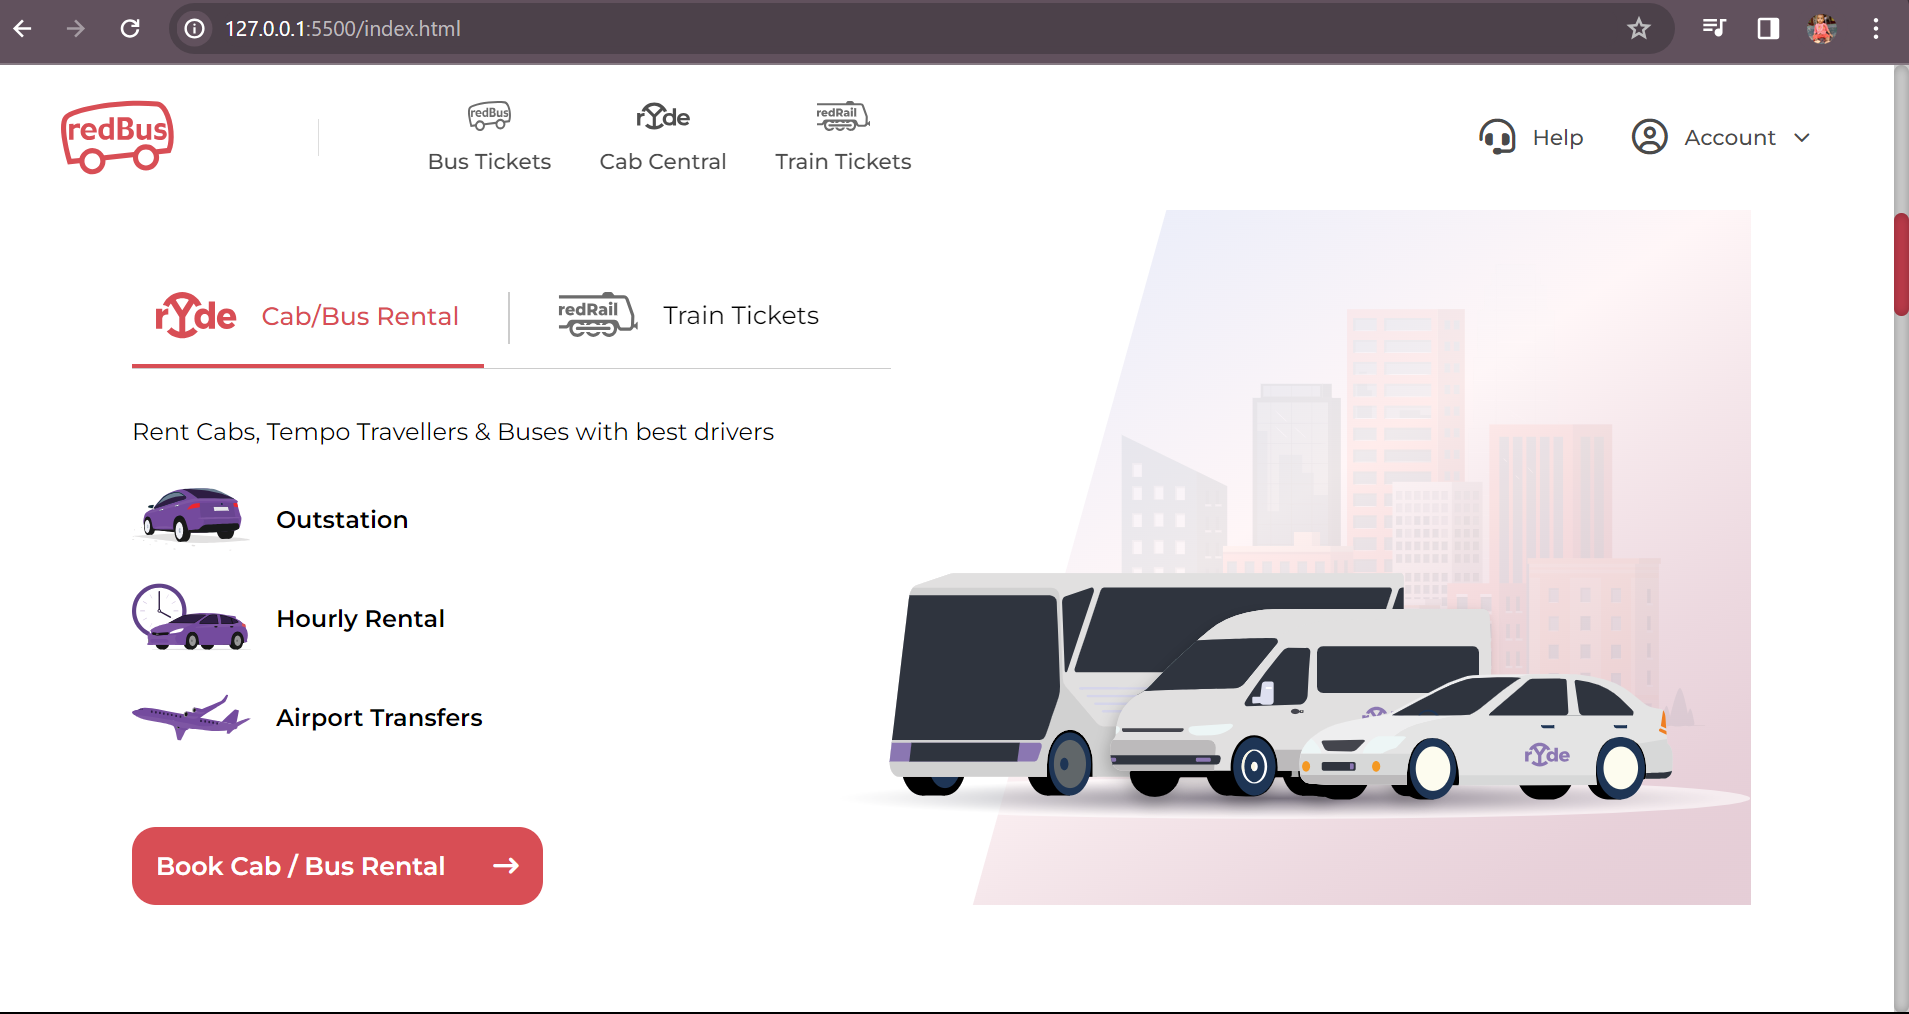 127.0.0.1:5500/index.html
redBus
redBus
Bus Tickets
rYde
Cab Central
redRail
Train Tickets
Help
Account
rYde Cab/Bus Rental
redRail Train Tickets
Rent Cabs, Tempo Travellers & Buses with best drivers
Outstation
Hourly Rental
Airport Transfers
rYde
Book Cab / Bus Rental